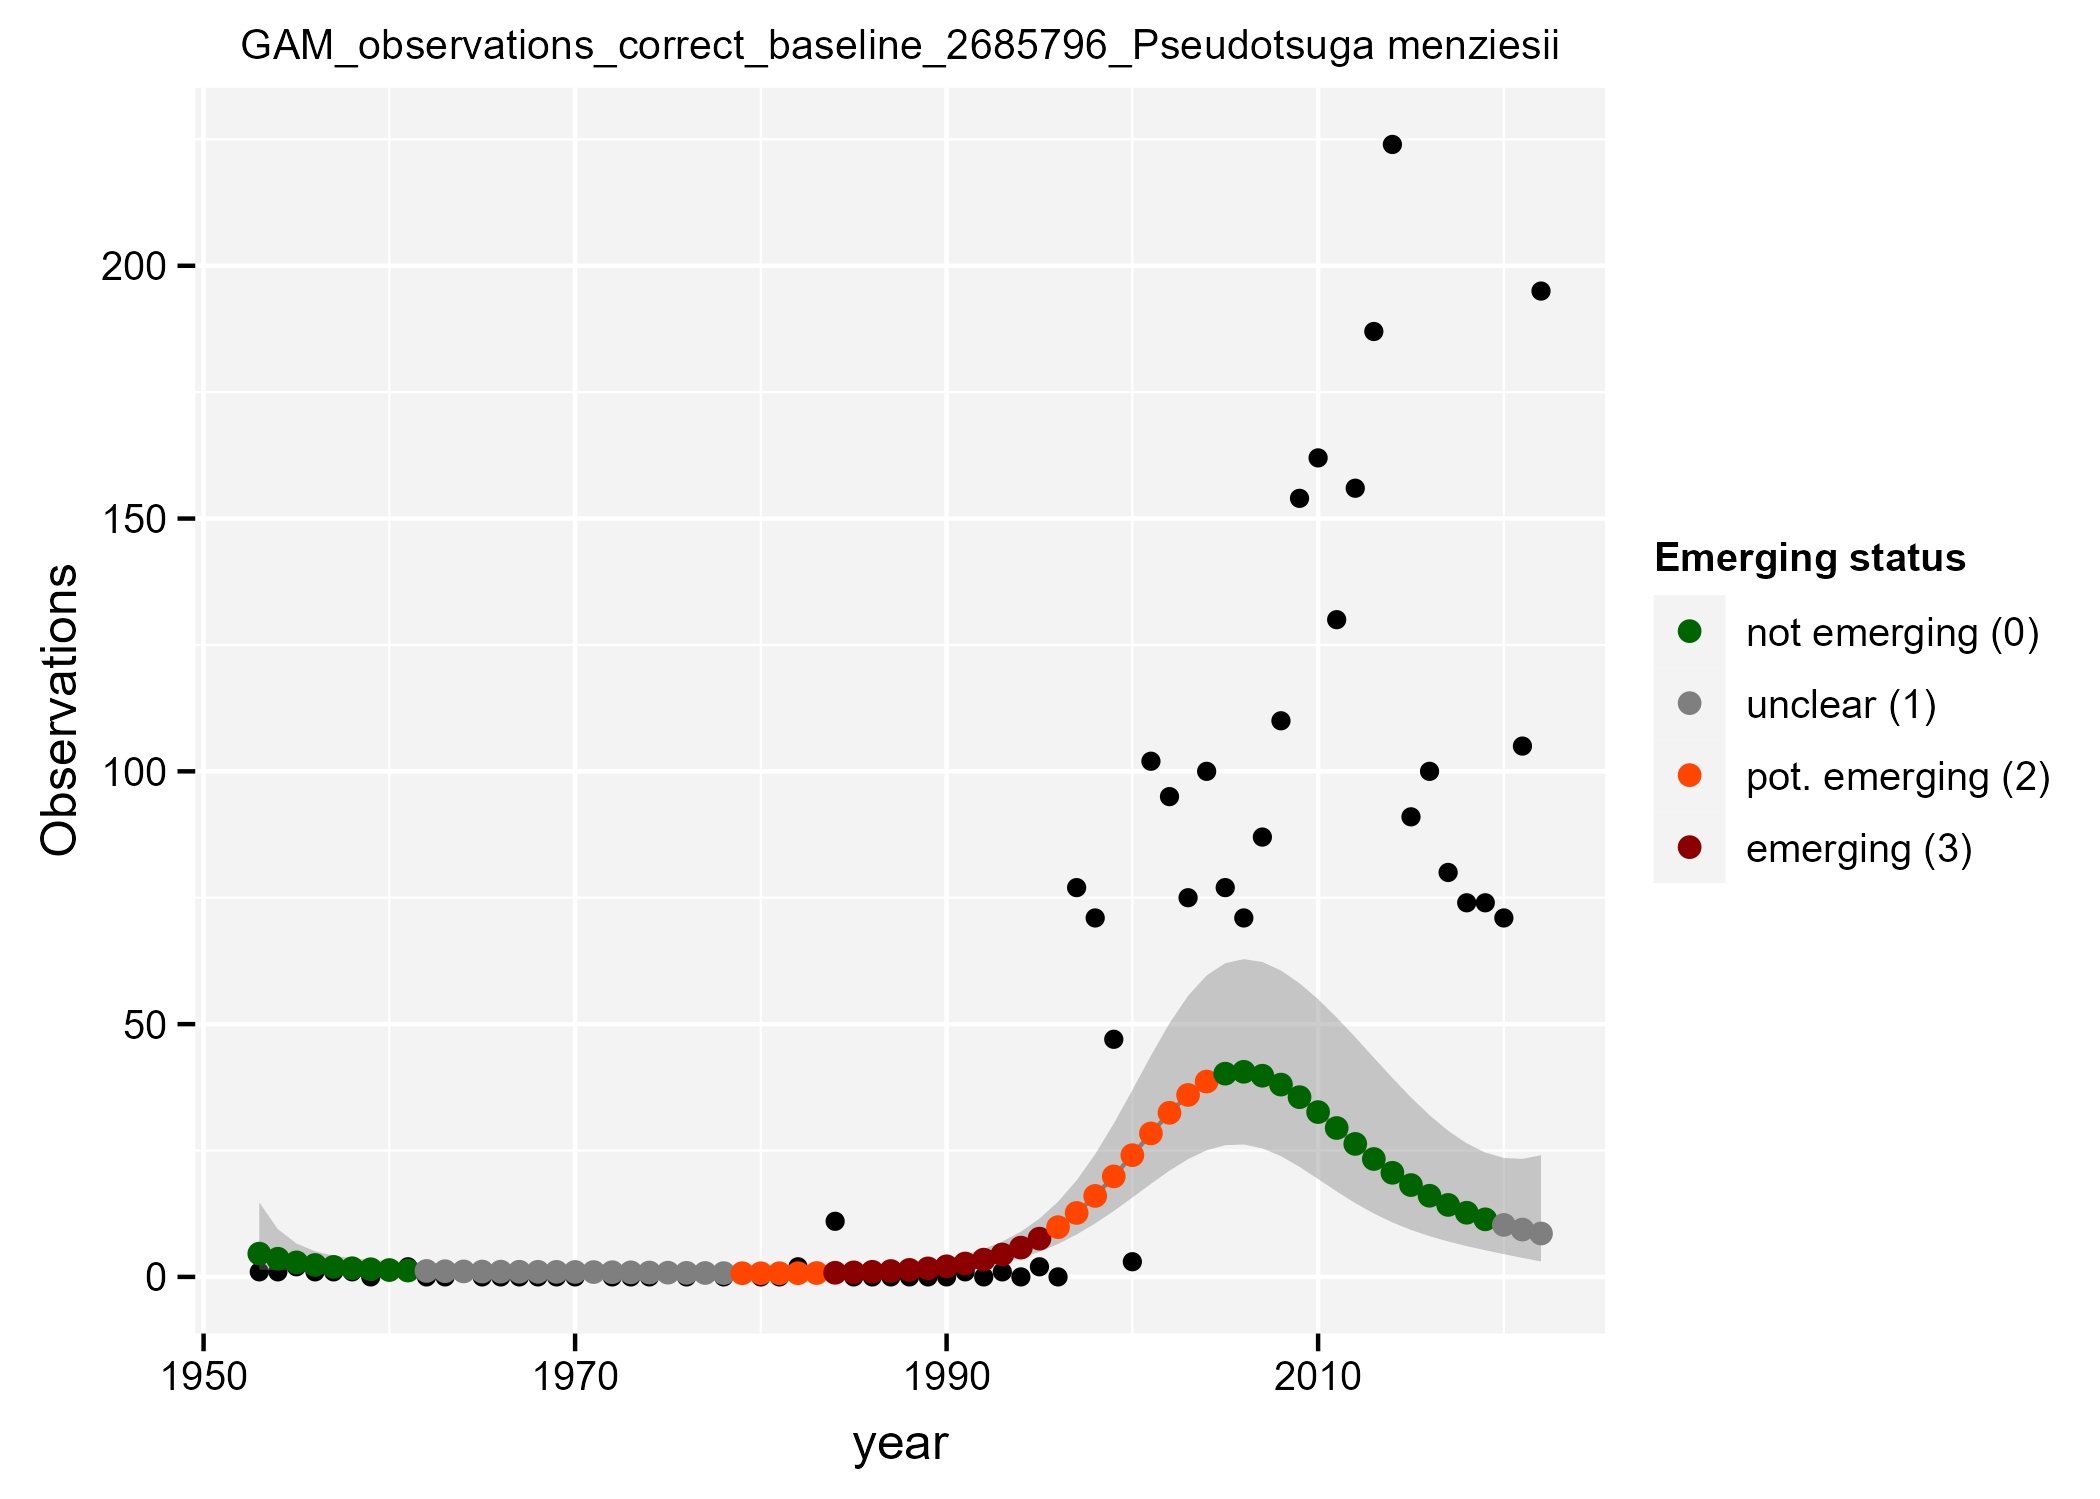 GAM_observations_correct_baseline_2685796_Pseudotsuga menziesii
Observations
200
150
100
50
0
1950
1970
1990
2010
year
Emerging status
not emerging (0)
unclear (1)
pot. emerging (2)
emerging (3)